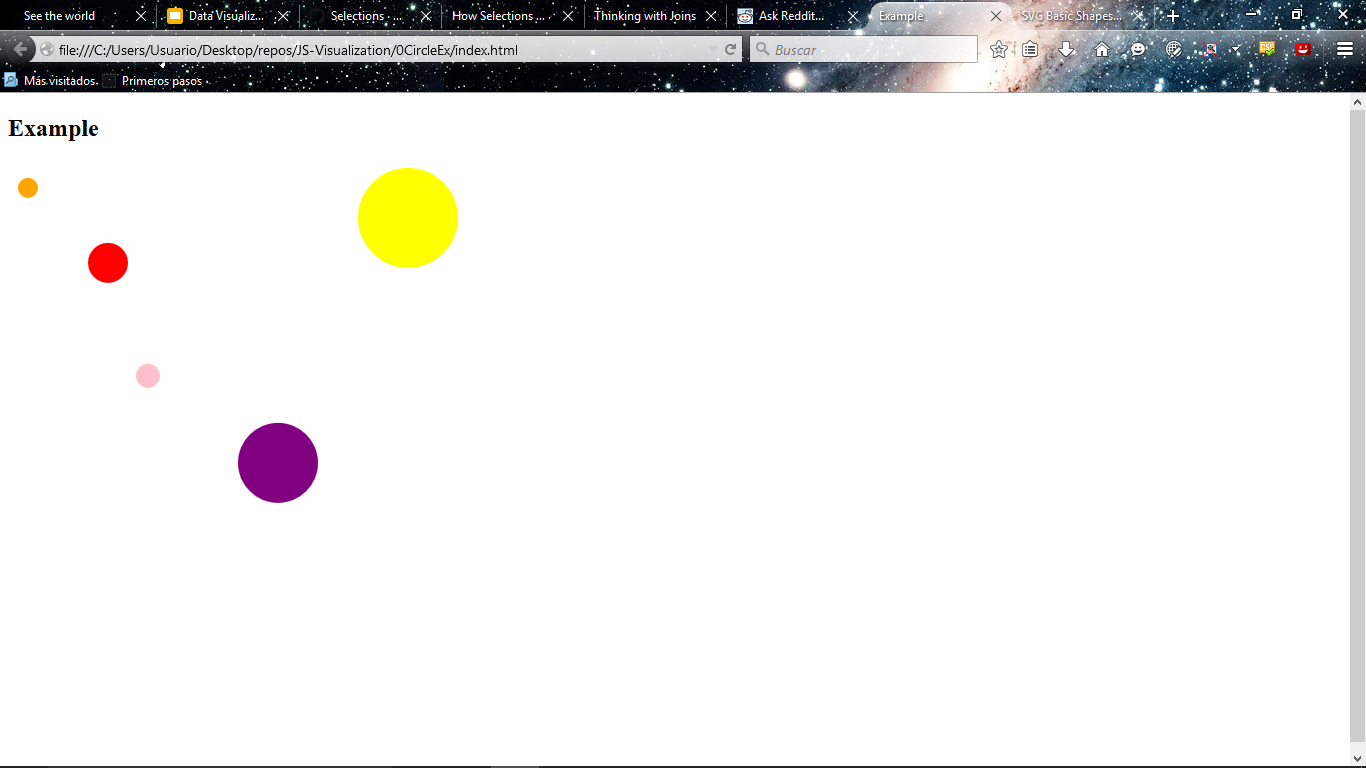 See the world
Data Visualiz...
Selections - ...
How Selections ...
Thinking with Joins
Ask Reddit...
Example
SVG Basic Shapes...
file:///C:/Users/Usuario/Desktop/repos/JS-Visualization/0CircleEx/index.html
Buscar
CSE
Más visitados
Primeros pasos
Example